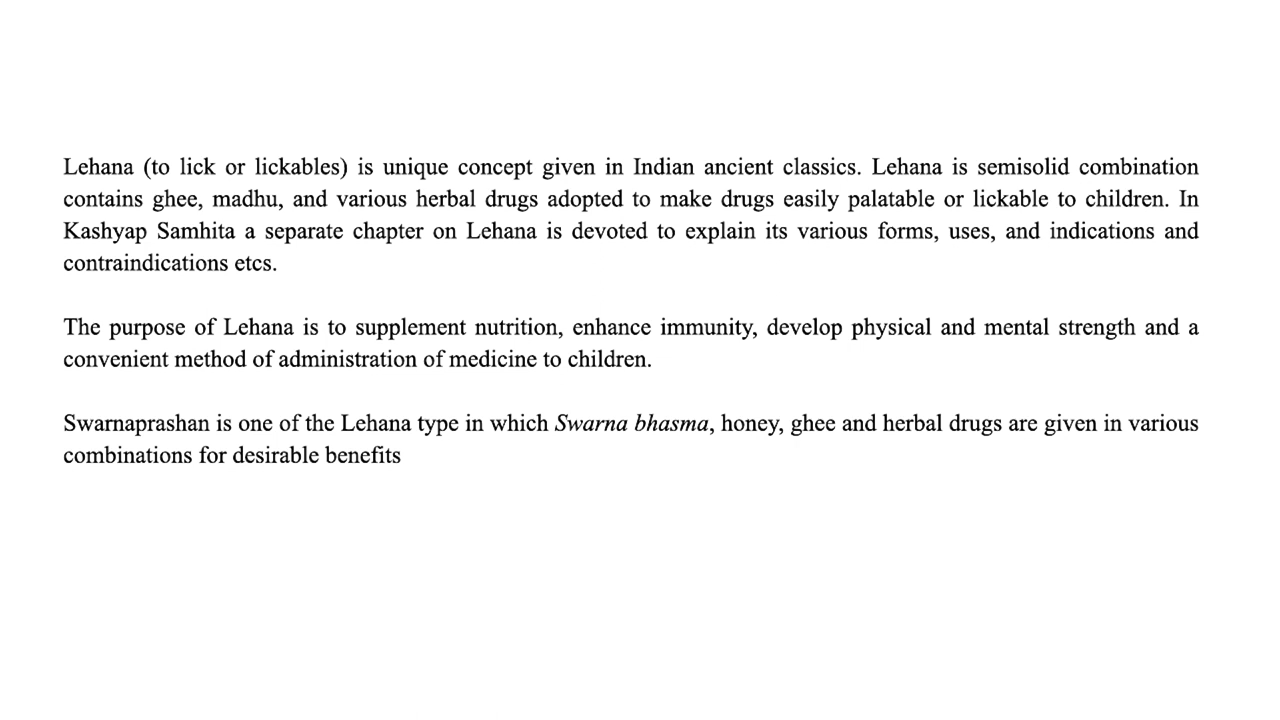 Lehana (to lick or lickables) is unique concept given in Indian ancient classics. Lehana is semisolid combination
contains ghee, madhu, and various herbal drugs adopted to make drugs easily palatable or lickable to children. In
Kashyap Samhita a separate chapter on Lehana is devoted to explain its various forms, uses, and indications and
contraindications etcs.
The purpose of Lehana is to supplement nutrition, enhance immunity, develop physical and mental strength and a
convenient method of administration of medicine to children.
Swarnaprashan is one of the Lehana type in which Swarna bhasma, honey, ghee and herbal drugs are given in various
combinations for desirable benefits